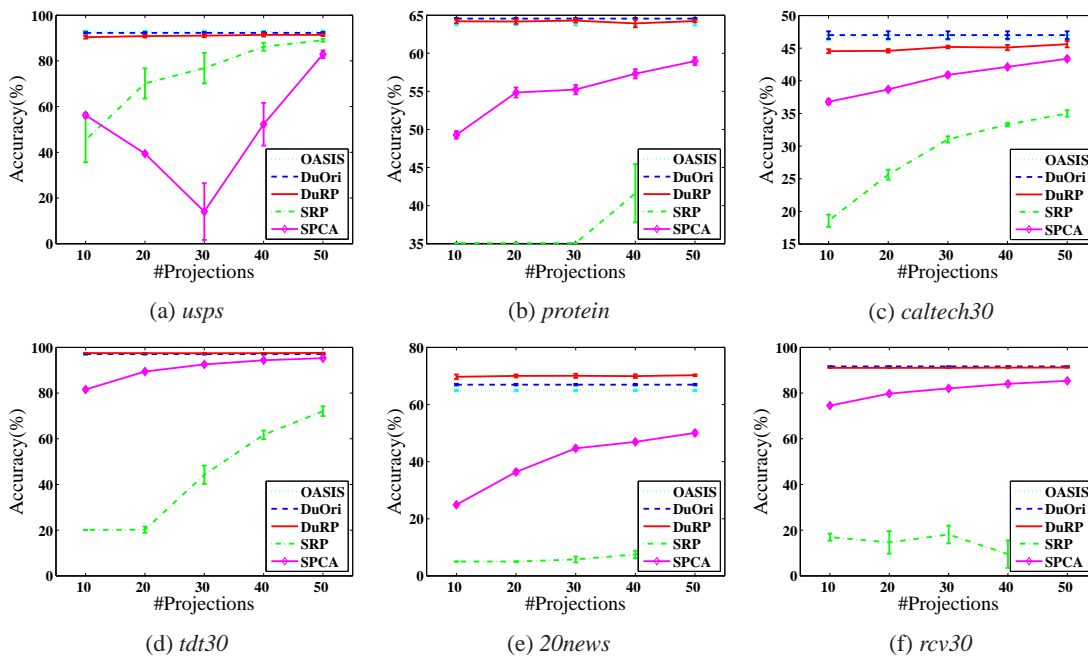 100
80
60
40
20
0
Accuracy(%)
10 20 30 40 50
#Projections
OASIS
DuOri
DuRP
SRP
SPCA
(a) usps
65
60
55
50
45
40
35
Accuracy(%)
10 20 30 40 50
#Projections
OASIS
DuOri
DuRP
SRP
SPCA
(b) protein
50
45
40
35
30
25
20
15
Accuracy(%)
10 20 30 40 50
#Projections
OASIS
DuOri
DuRP
SRP
SPCA
(c) caltech30
100
80
60
40
20
0
Accuracy(%)
10 20 30 40 50
#Projections
OASIS
DuOri
DuRP
SRP
SPCA
(d) tdt30
80
60
40
20
0
Accuracy(%)
10 20 30 40 50
#Projections
OASIS
DuOri
DuRP
SRP
SPCA
(e) 20news
100
80
60
40
20
0
Accuracy(%)
10 20 30 40 50
#Projections
OASIS
DuOri
DuRP
SRP
SPCA
(f) rcv30